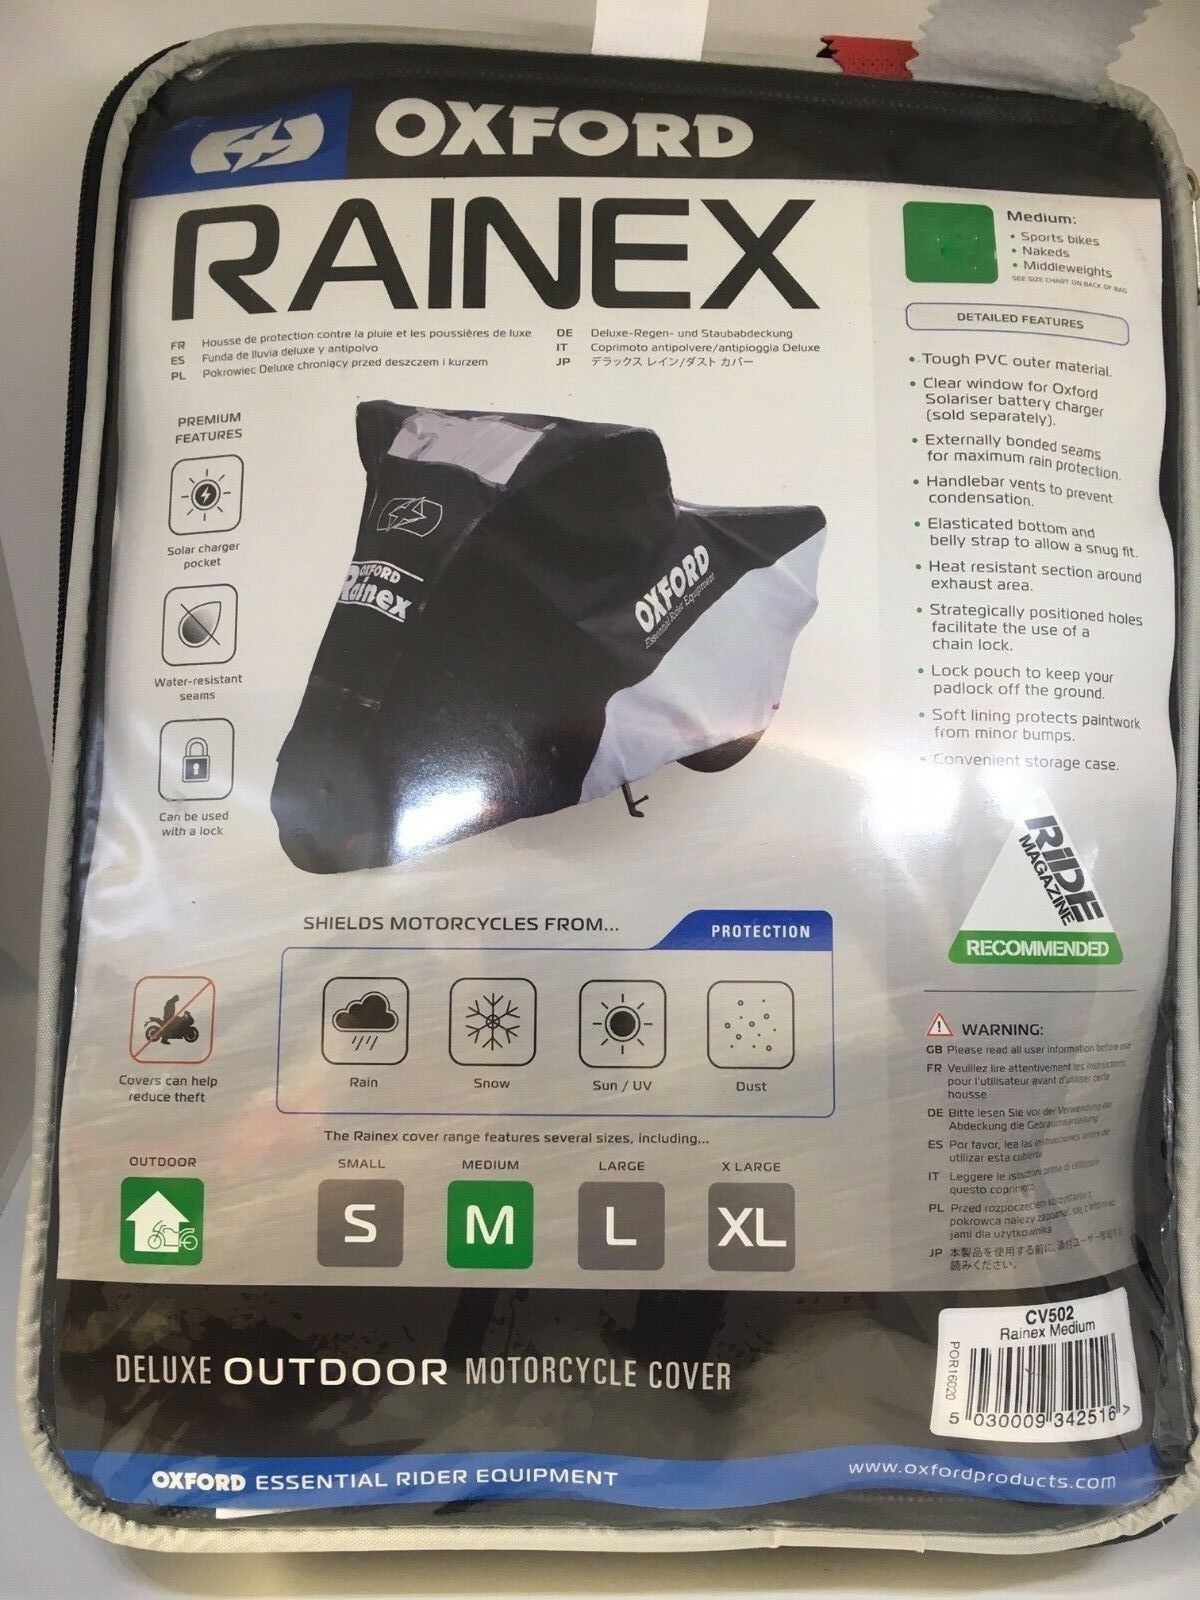 OXFORD
RAINEX
FR Housse de protection contre la pluie et les poussières de luxe
ES Funda de lluvia deluxe y antipolvo
PL Pokrowiec Deluxe chroniący przed deszczem i kurzem
DE Deluxe-Regen- und Staubabdeckung
IT Coprimoto antipolvere/antipioggia Deluxe
JP デラックス レイン/ダスト カバー
Medium:
• Sports bikes
• Nakeds
• Middleweights
SEE SIZE CHART ON BACK OF BAG
DETAILED FEATURES
• Tough PVC outer material.
• Clear window for Oxford
Solariser battery charger
(sold separately).
• Externally bonded seams
for maximum rain protection.
• Handlebar vents to prevent
condensation.
• Elasticated bottom and
belly strap to allow a snug fit.
• Heat resistant section around
exhaust area.
• Strategically positioned holes
facilitate the use of a
chain lock.
• Lock pouch to keep your
padlock off the ground.
• Soft lining protects paintwork
from minor bumps.
• Convenient storage case.
PREMIUM
FEATURES
Solar charger
pocket
Water-resistant
seams
Can be used
with a lock
OXFORD
Rainex
OXFORD
Essential Rider Equipment
RiDE
MAGAZINE
RECOMMENDED
SHIELDS MOTORCYCLES FROM...
PROTECTION
Rain
Snow
Sun / UV
Dust
Covers can help
reduce theft
The Rainex cover range features several sizes, including...
OUTDOOR
SMALL
MEDIUM
LARGE
X LARGE
S
M
L
XL
WARNING:
GB Please read all user information before use
FR Veuillez lire attentivement les instructions
pour l'utilisateur avant d'utiliser cette
housse
DE Bitte lesen Sie vor der Verwendung der
Abdeckung die Gebrauchsanleitung
ES Por favor, lea las instrucciones antes de
utilizar esta cubierta
IT Leggere le istruzioni prima di utilizzare
questo coprimoto
PL Przed rozpoczęciem korzystania z
pokrowca należy zapoznać się z informac
jami dla użytkownika
JP 本製品を使用する前に、添付ユーザー情報を
読みください。
CV502
Rainex Medium
POR16020
5 030009 342516 >
DELUXE OUTDOOR MOTORCYCLE COVER
OXFORD ESSENTIAL RIDER EQUIPMENT
www.oxfordproducts.com